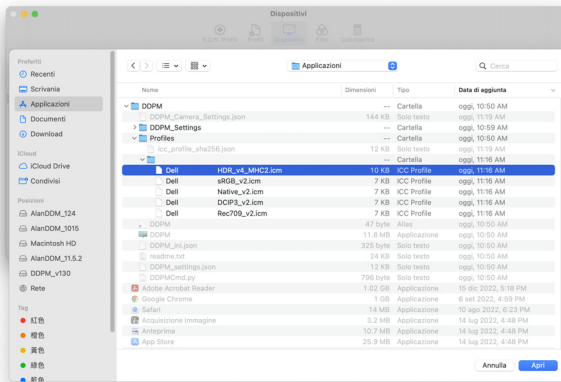 Dispositivi
Profili
Dispositivi
Filtri
Preferiti
Recenti
Scrivania
Applicazioni
Documenti
Download
iCloud
iCloud Drive
Condivisi
Posizioni
AlanDDM_124
AlanDDM_1015
Macintosh HD
AlanDDM_11.5.2
DDPM_v130
Rete
Tag
紅色
橙色
黃色
綠色
藍色
Applicazioni
Cerca
Nome Dimensioni Tipo Data di aggiunta
DDPM -- Cartella oggi, 10:50 AM
DDPM_Camera_Settings.json 144 KB Solo testo oggi, 11:19 AM
DDPM_Settings -- Cartella oggi, 10:59 AM
Profiles -- Cartella oggi, 10:50 AM
icc_profile_sha256.json 12 KB Solo testo oggi, 11:19 AM
-- Cartella oggi, 11:16 AM
Dell HDR_v4_MHC2.icm 10 KB ICC Profile oggi, 11:16 AM
Dell sRGB_v2.icm 7 KB ICC Profile oggi, 11:16 AM
Dell Native_v2.icm 7 KB ICC Profile oggi, 11:16 AM
Dell DCIP3_v2.icm 7 KB ICC Profile oggi, 11:16 AM
Dell Rec709_v2.icm 7 KB ICC Profile oggi, 11:16 AM
DDPM 47 byte Alias oggi, 10:50 AM
DDPM 11.8 MB Applicazione oggi, 10:50 AM
DDPM_ini.json 325 byte Solo testo oggi, 10:50 AM
readme.txt 24 KB Solo testo oggi, 10:50 AM
DDPM_settings.json 12 KB Solo testo oggi, 10:50 AM
DDPMCmd.py 796 byte Solo testo oggi, 10:50 AM
Adobe Acrobat Reader 1.02 GB Applicazione 15 dic 2022, 5:18 PM
Google Chrome 1 GB Applicazione 6 set 2022, 4:59 PM
Safari 14 MB Applicazione 10 ago 2022, 6:23 PM
Acquisizione Immagine 3.2 MB Applicazione 14 lug 2022, 4:48 PM
Anteprima 10.7 MB Applicazione 14 lug 2022, 4:48 PM
App Store 25.9 MB Applicazione 14 lug 2022, 4:48 PM
Annulla Apri